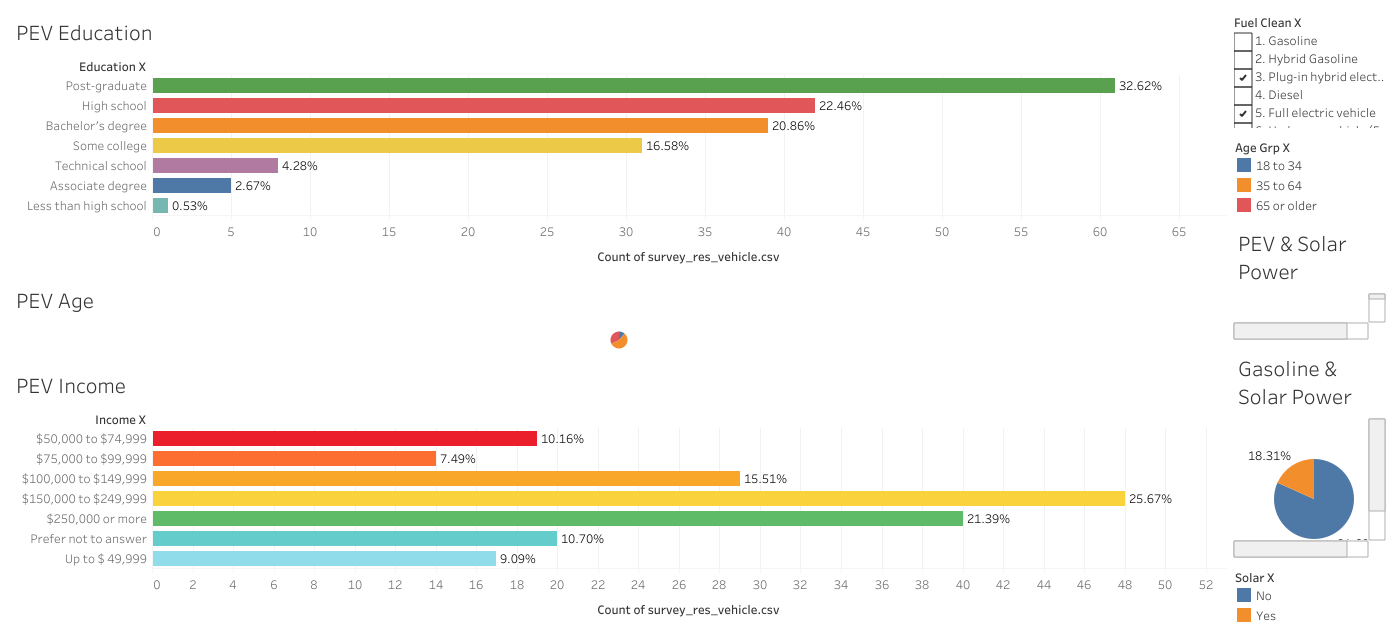 PEV Education
Education X
Post-graduate
32.62%
High school
22.46%
Bachelor's degree
20.86%
Some college
16.58%
Technical school
4.28%
Associate degree
2.67%
Less than high school
0.53%
0 5 10 15 20 25 30 35 40 45 50 55 60 65
Count of survey_res_vehicle.csv
PEV Age
PEV Income
Income X
$50,000 to $74,999
10.16%
$75,000 to $99,999
7.49%
$100,000 to $149,999
15.51%
$150,000 to $249,999
25.67%
$250,000 or more
21.39%
Prefer not to answer
10.70%
Up to $ 49,999
9.09%
0 2 4 6 8 10 12 14 16 18 20 22 24 26 28 30 32 34 36 38 40 42 44 46 48 50 52
Count of survey_res_vehicle.csv
Fuel Clean X
1. Gasoline
2. Hybrid Gasoline
3. Plug-in hybrid elect..
4. Diesel
5. Full electric vehicle
Age Grp X
18 to 34
35 to 64
65 or older
PEV & Solar
Power
Gasoline &
Solar Power
18.31%
Solar X
No
Yes